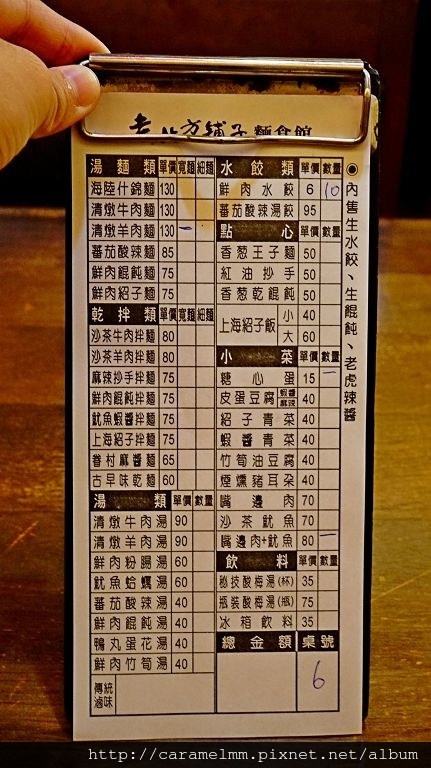 老北方鋪子 麵食館
湯麵類 單價 寬麵 細麵
海陸什錦麵 130
清燉牛肉麵 130
清燉羊肉麵 130 一
番茄酸辣麵 85
鮮肉餛飩麵 75
鮮肉紹子麵 75
乾拌類 單價 寬麵 細麵
沙茶牛肉拌麵 80
沙茶羊肉拌麵 80
麻辣抄手拌麵 75
鮮肉餛飩拌麵 75
魷魚蝦醬拌麵 75
上海紹子拌麵 75
眷村麻醬麵 65
古早味乾麵 60
湯類 單價 數量
清燉牛肉湯 90
清燉羊肉湯 90
鮮肉粉腸湯 60
魷魚蛤蠣湯 60
番茄酸辣湯 40
鮮肉餛飩湯 40
鴨丸蛋花湯 40
鮮肉竹筍湯 40
傳統滷味
水餃類 單價 數量
鮮肉水餃 6 10
番茄酸辣湯餃 95
點心 單價 數量
香葱王子麵 50
紅油抄手 50
香葱乾餛飩 50
上海紹子飯 小 40
大 60
小菜 單價 數量
糖心蛋 15 一
皮蛋豆腐 蝦醬 麻辣 40
紹子青菜 40
蝦醬青菜 40
竹筍油豆腐 40
煙燻豬耳朵 40
嘴邊肉 70
沙茶魷魚 70
嘴邊肉+魷魚 80 一
飲料 單價 數量
秘技酸梅湯(杯) 35
瓶裝酸梅湯(瓶) 75
冰箱飲料 35
總金額 桌號
6
◉內售生水餃、生餛飩、老虎辣醬
http://caramelmm.pixnet.net/album